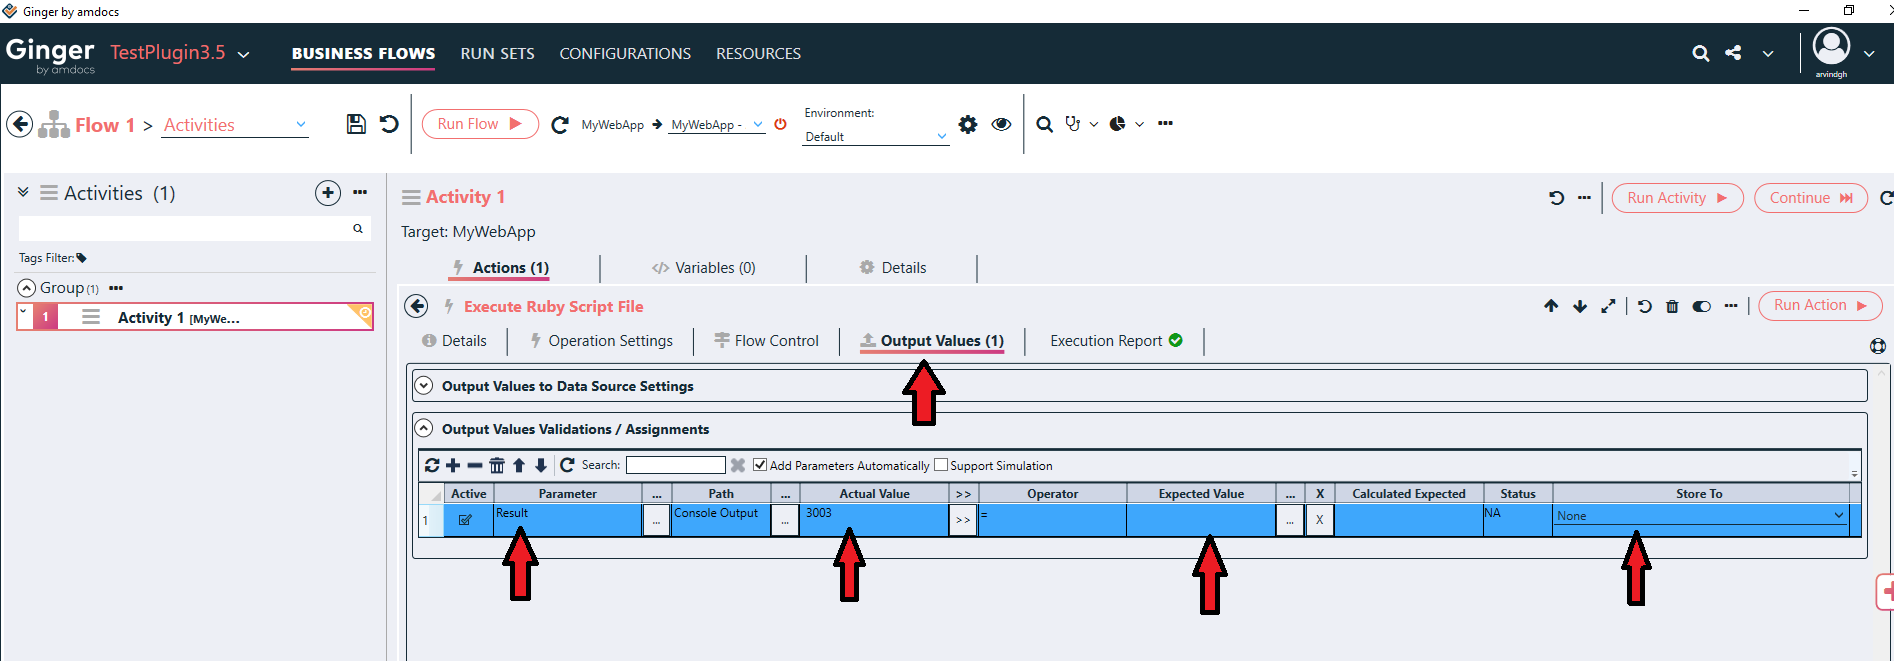 Ginger by amdocs
Ginger by amdocs TestPlugin3.5 BUSINESS FLOWS RUN SETS CONFIGURATIONS RESOURCES arvindgh
Flow 1 > Activities Run Flow MyWebApp MyWebApp - Environment: Default
Activities (1)
Tags Filter:
Group (1)
1 Activity 1 [MyWe...
Activity 1 Run Activity Continue
Target: MyWebApp
Actions (1) Variables (0) Details
Execute Ruby Script File Run Action
Details Operation Settings Flow Control Output Values (1) Execution Report
Output Values to Data Source Settings
Output Values Validations / Assignments
Search: Add Parameters Automatically Support Simulation
Active Parameter ... Path ... Actual Value >> Operator Expected Value ... X Calculated Expected Status Store To
1 Result ... Console Output ... 3003 >> = ... X NA None